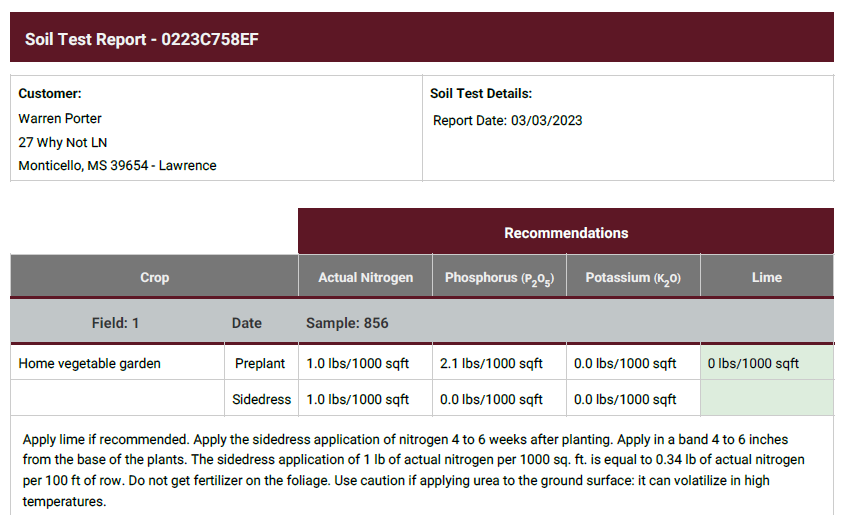 Soil Test Report - 0223C758EF
Customer:
Warren Porter
27 Why Not LN
Monticello, MS 39654 - Lawrence
Soil Test Details:
Report Date: 03/03/2023
Recommendations
Crop Actual Nitrogen Phosphorus (P₂O₅) Potassium (K₂O) Lime
Field: 1 Date Sample: 856
Home vegetable garden Preplant 1.0 lbs/1000 sqft 2.1 lbs/1000 sqft 0.0 lbs/1000 sqft 0 lbs/1000 sqft
Sidedress 1.0 lbs/1000 sqft 0.0 lbs/1000 sqft 0.0 lbs/1000 sqft
Apply lime if recommended. Apply the sidedress application of nitrogen 4 to 6 weeks after planting. Apply in a band 4 to 6 inches
from the base of the plants. The sidedress application of 1 lb of actual nitrogen per 1000 sq. ft. is equal to 0.34 lb of actual nitrogen
per 100 ft of row. Do not get fertilizer on the foliage. Use caution if applying urea to the ground surface: it can volatilize in high
temperatures.